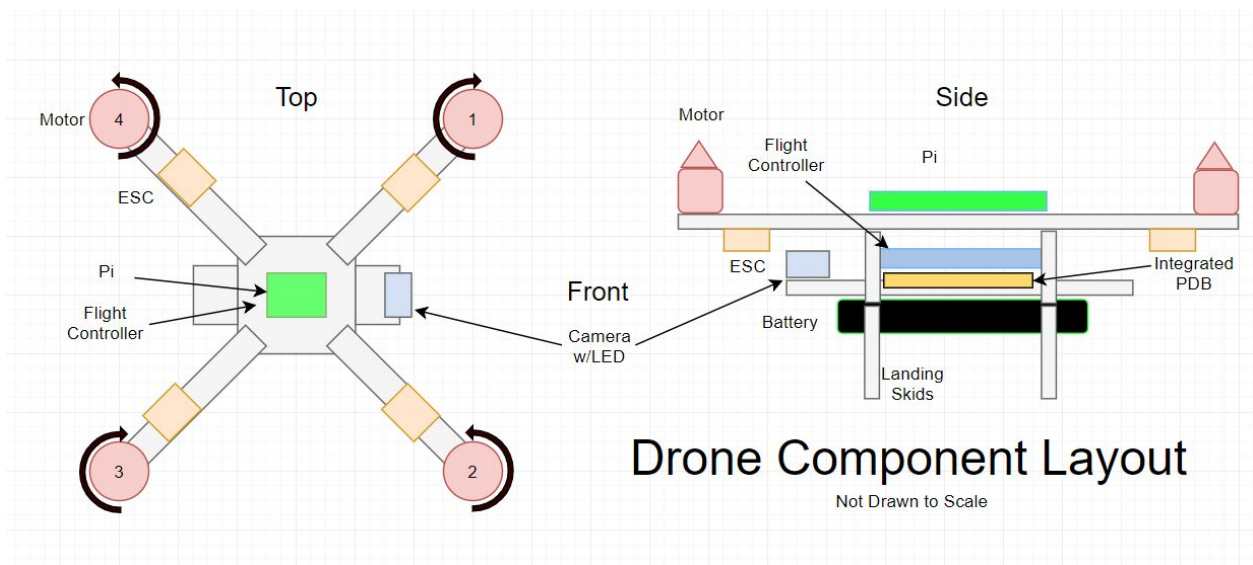 Top
Motor
4
1
ESC
Pi
Flight
Controller
3
2
Front
Camera
w/LED
Side
Motor
Flight
Controller
Pi
ESC
Integrated
PDB
Battery
Landing
Skids
Drone Component Layout
Not Drawn to Scale